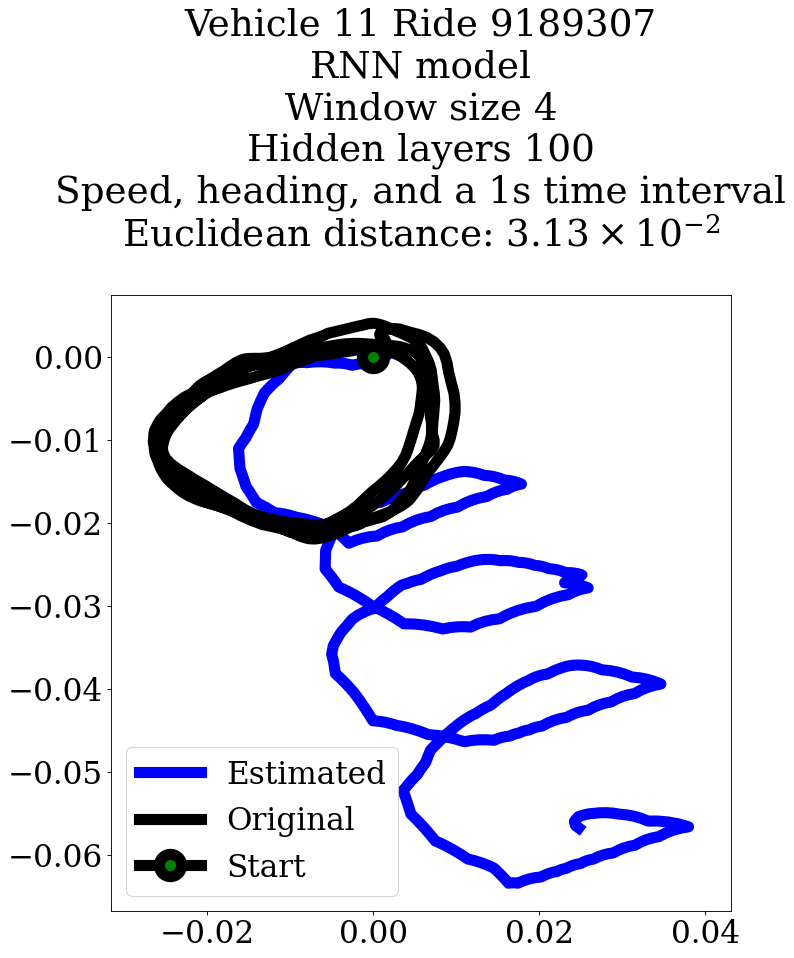 Vehicle 11 Ride 9189307
RNN model
Window size 4
Hidden layers 100
Speed, heading, and a 1s time interval
Euclidean distance: 3.13 × 10⁻²
0.00
−0.01
−0.02
−0.03
−0.04
−0.05
−0.06
Estimated
Original
Start
−0.02 0.00 0.02 0.04